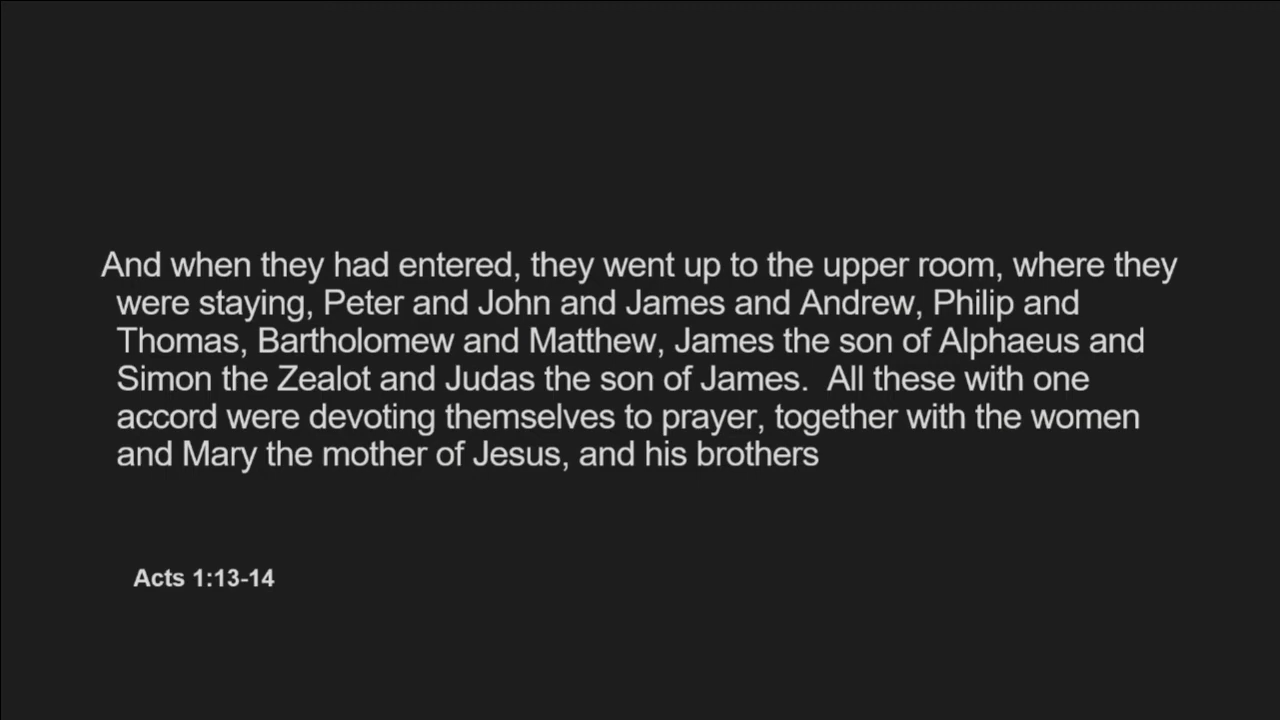 And when they had entered, they went up to the upper room, where they
were staying, Peter and John and James and Andrew, Philip and
Thomas, Bartholomew and Matthew, James the son of Alphaeus and
Simon the Zealot and Judas the son of James.  All these with one
accord were devoting themselves to prayer, together with the women
and Mary the mother of Jesus, and his brothers
Acts 1:13-14